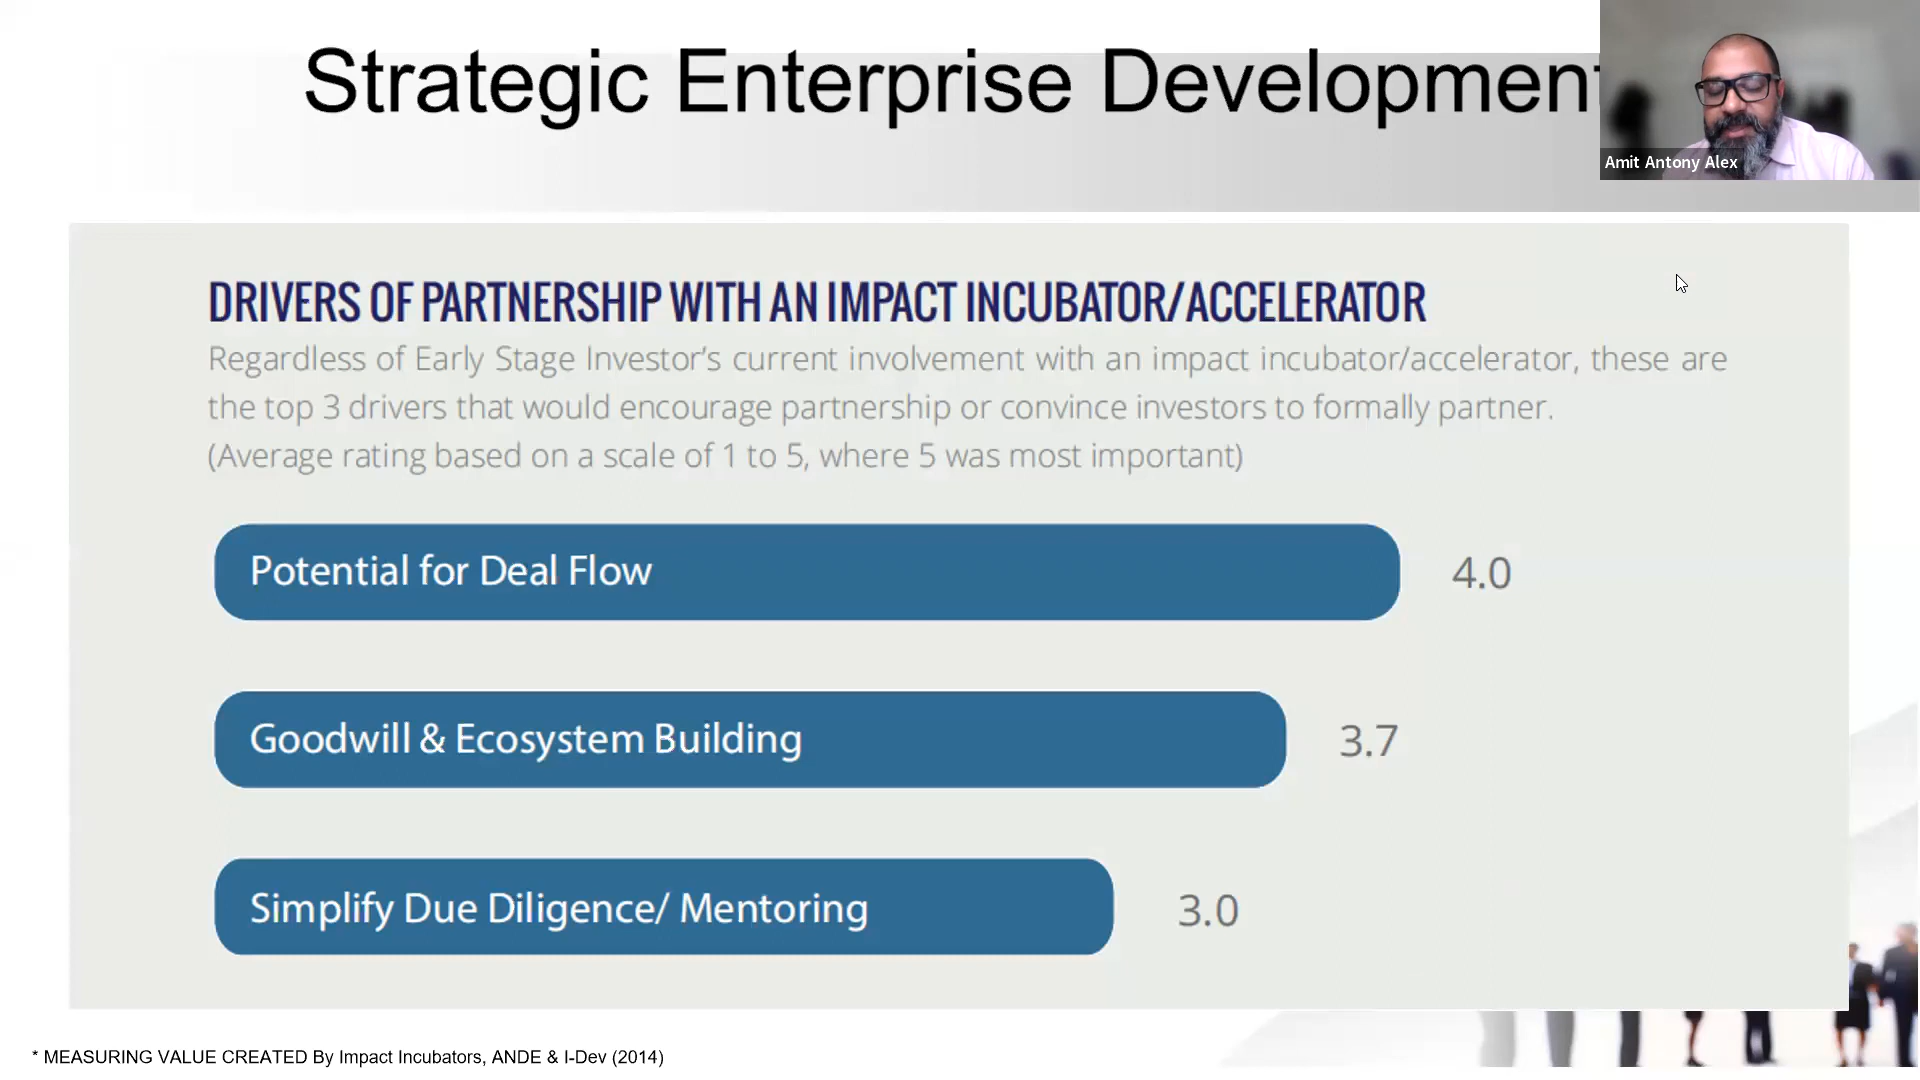 Strategic Enterprise Development
Amit Antony Alex
DRIVERS OF PARTNERSHIP WITH AN IMPACT INCUBATOR/ACCELERATOR
Regardless of Early Stage Investor’s current involvement with an impact incubator/accelerator, these are
the top 3 drivers that would encourage partnership or convince investors to formally partner.
(Average rating based on a scale of 1 to 5, where 5 was most important)
Potential for Deal Flow 4.0
Goodwill & Ecosystem Building 3.7
Simplify Due Diligence/ Mentoring 3.0
* MEASURING VALUE CREATED By Impact Incubators, ANDE & I-Dev (2014)